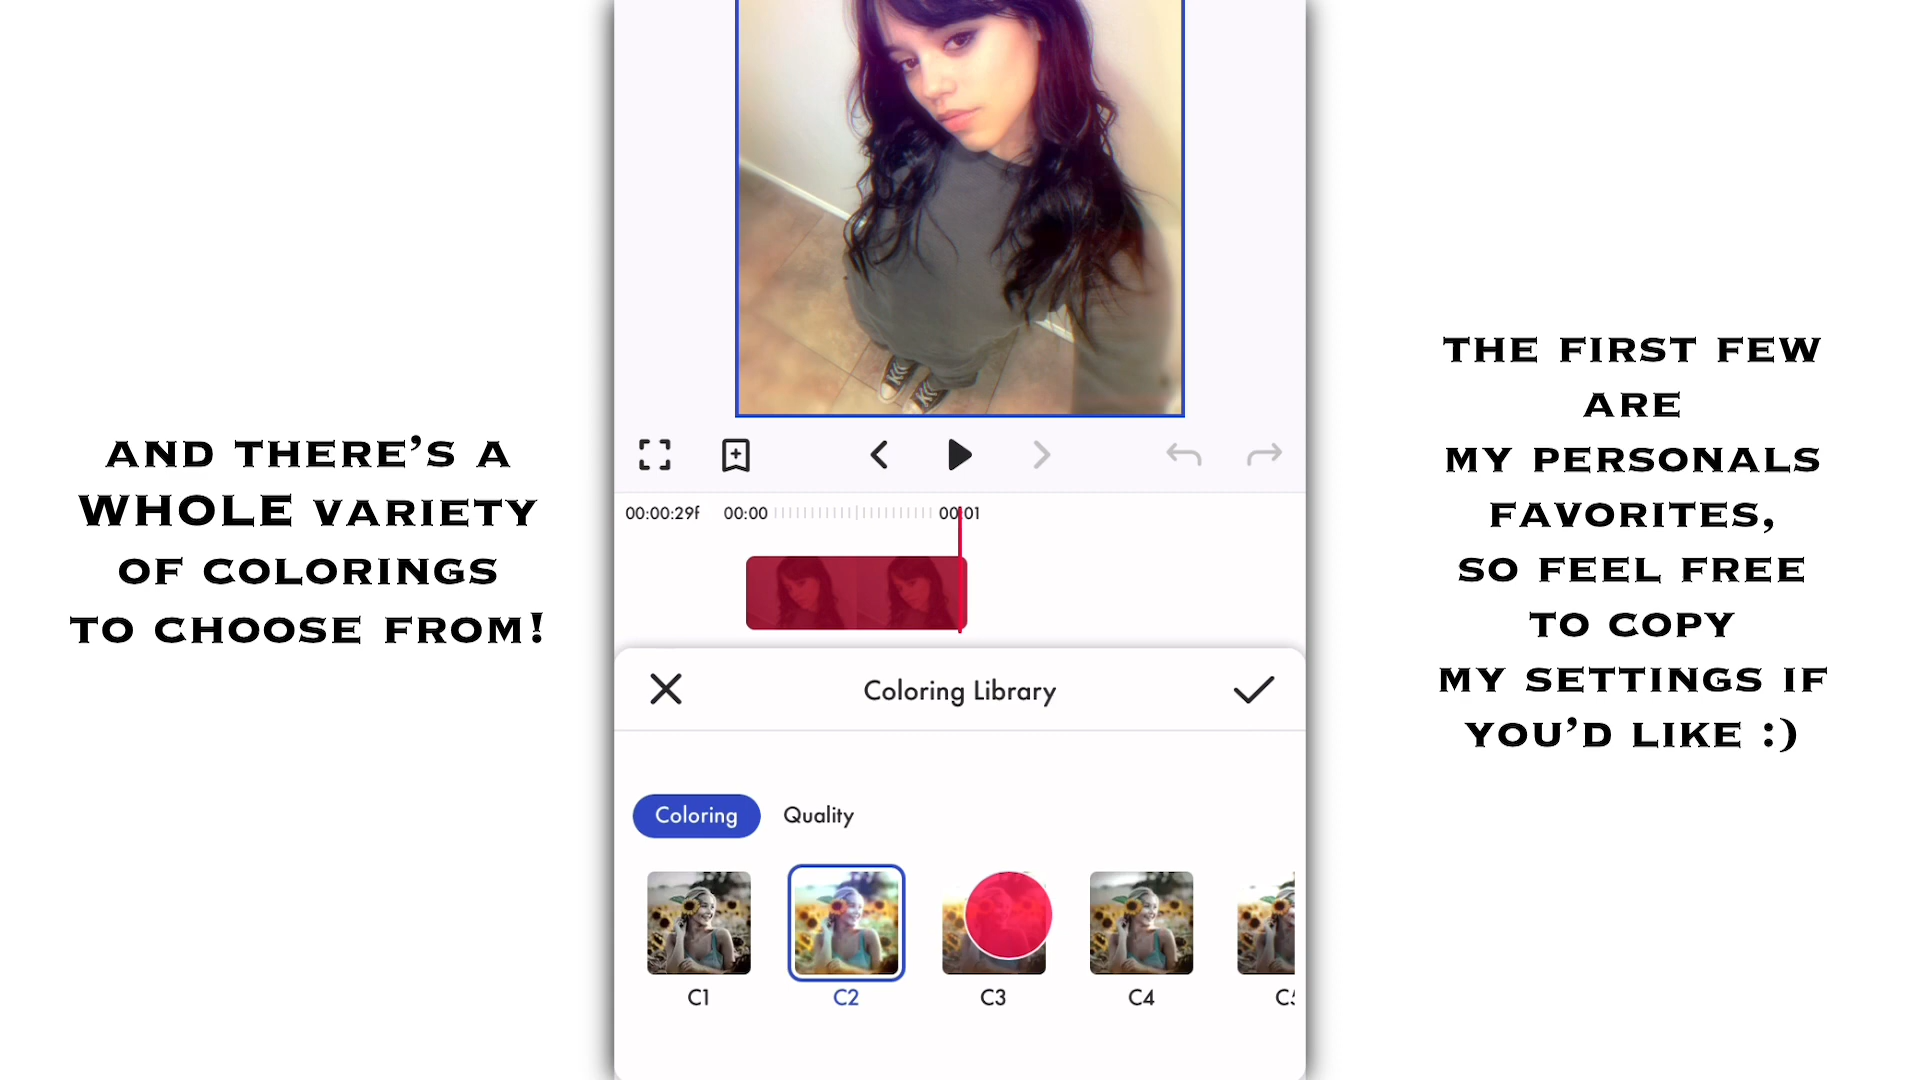 AND THERE'S A
WHOLE VARIETY
OF COLORINGS
TO CHOOSE FROM!
00:00:29f
00:00
00:01
Coloring Library
Coloring
Quality
C1
C2
C3
C4
THE FIRST FEW
ARE
MY PERSONALS
FAVORITES,
SO FEEL FREE
TO COPY
MY SETTINGS IF
YOU'D LIKE :)